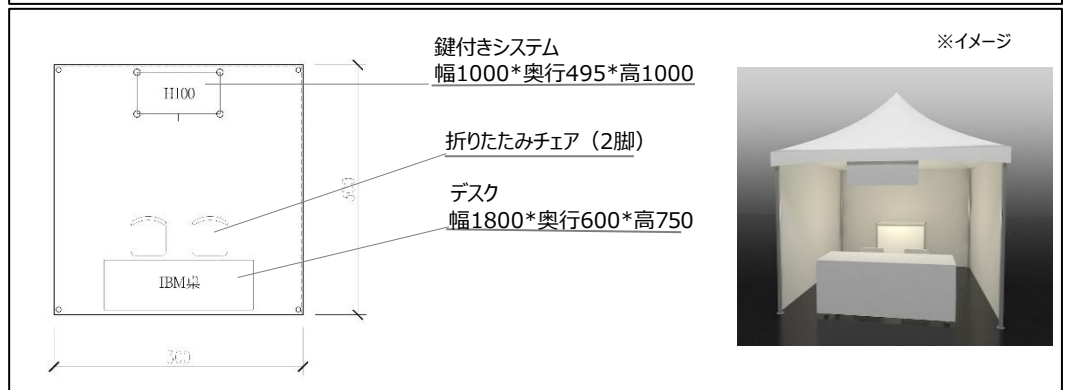 鍵付きシステム
幅1000*奥行495*高1000
※イメージ
H100
折りたたみチェア（2脚）
300
デスク
幅1800*奥行600*高750
IBM桌
300